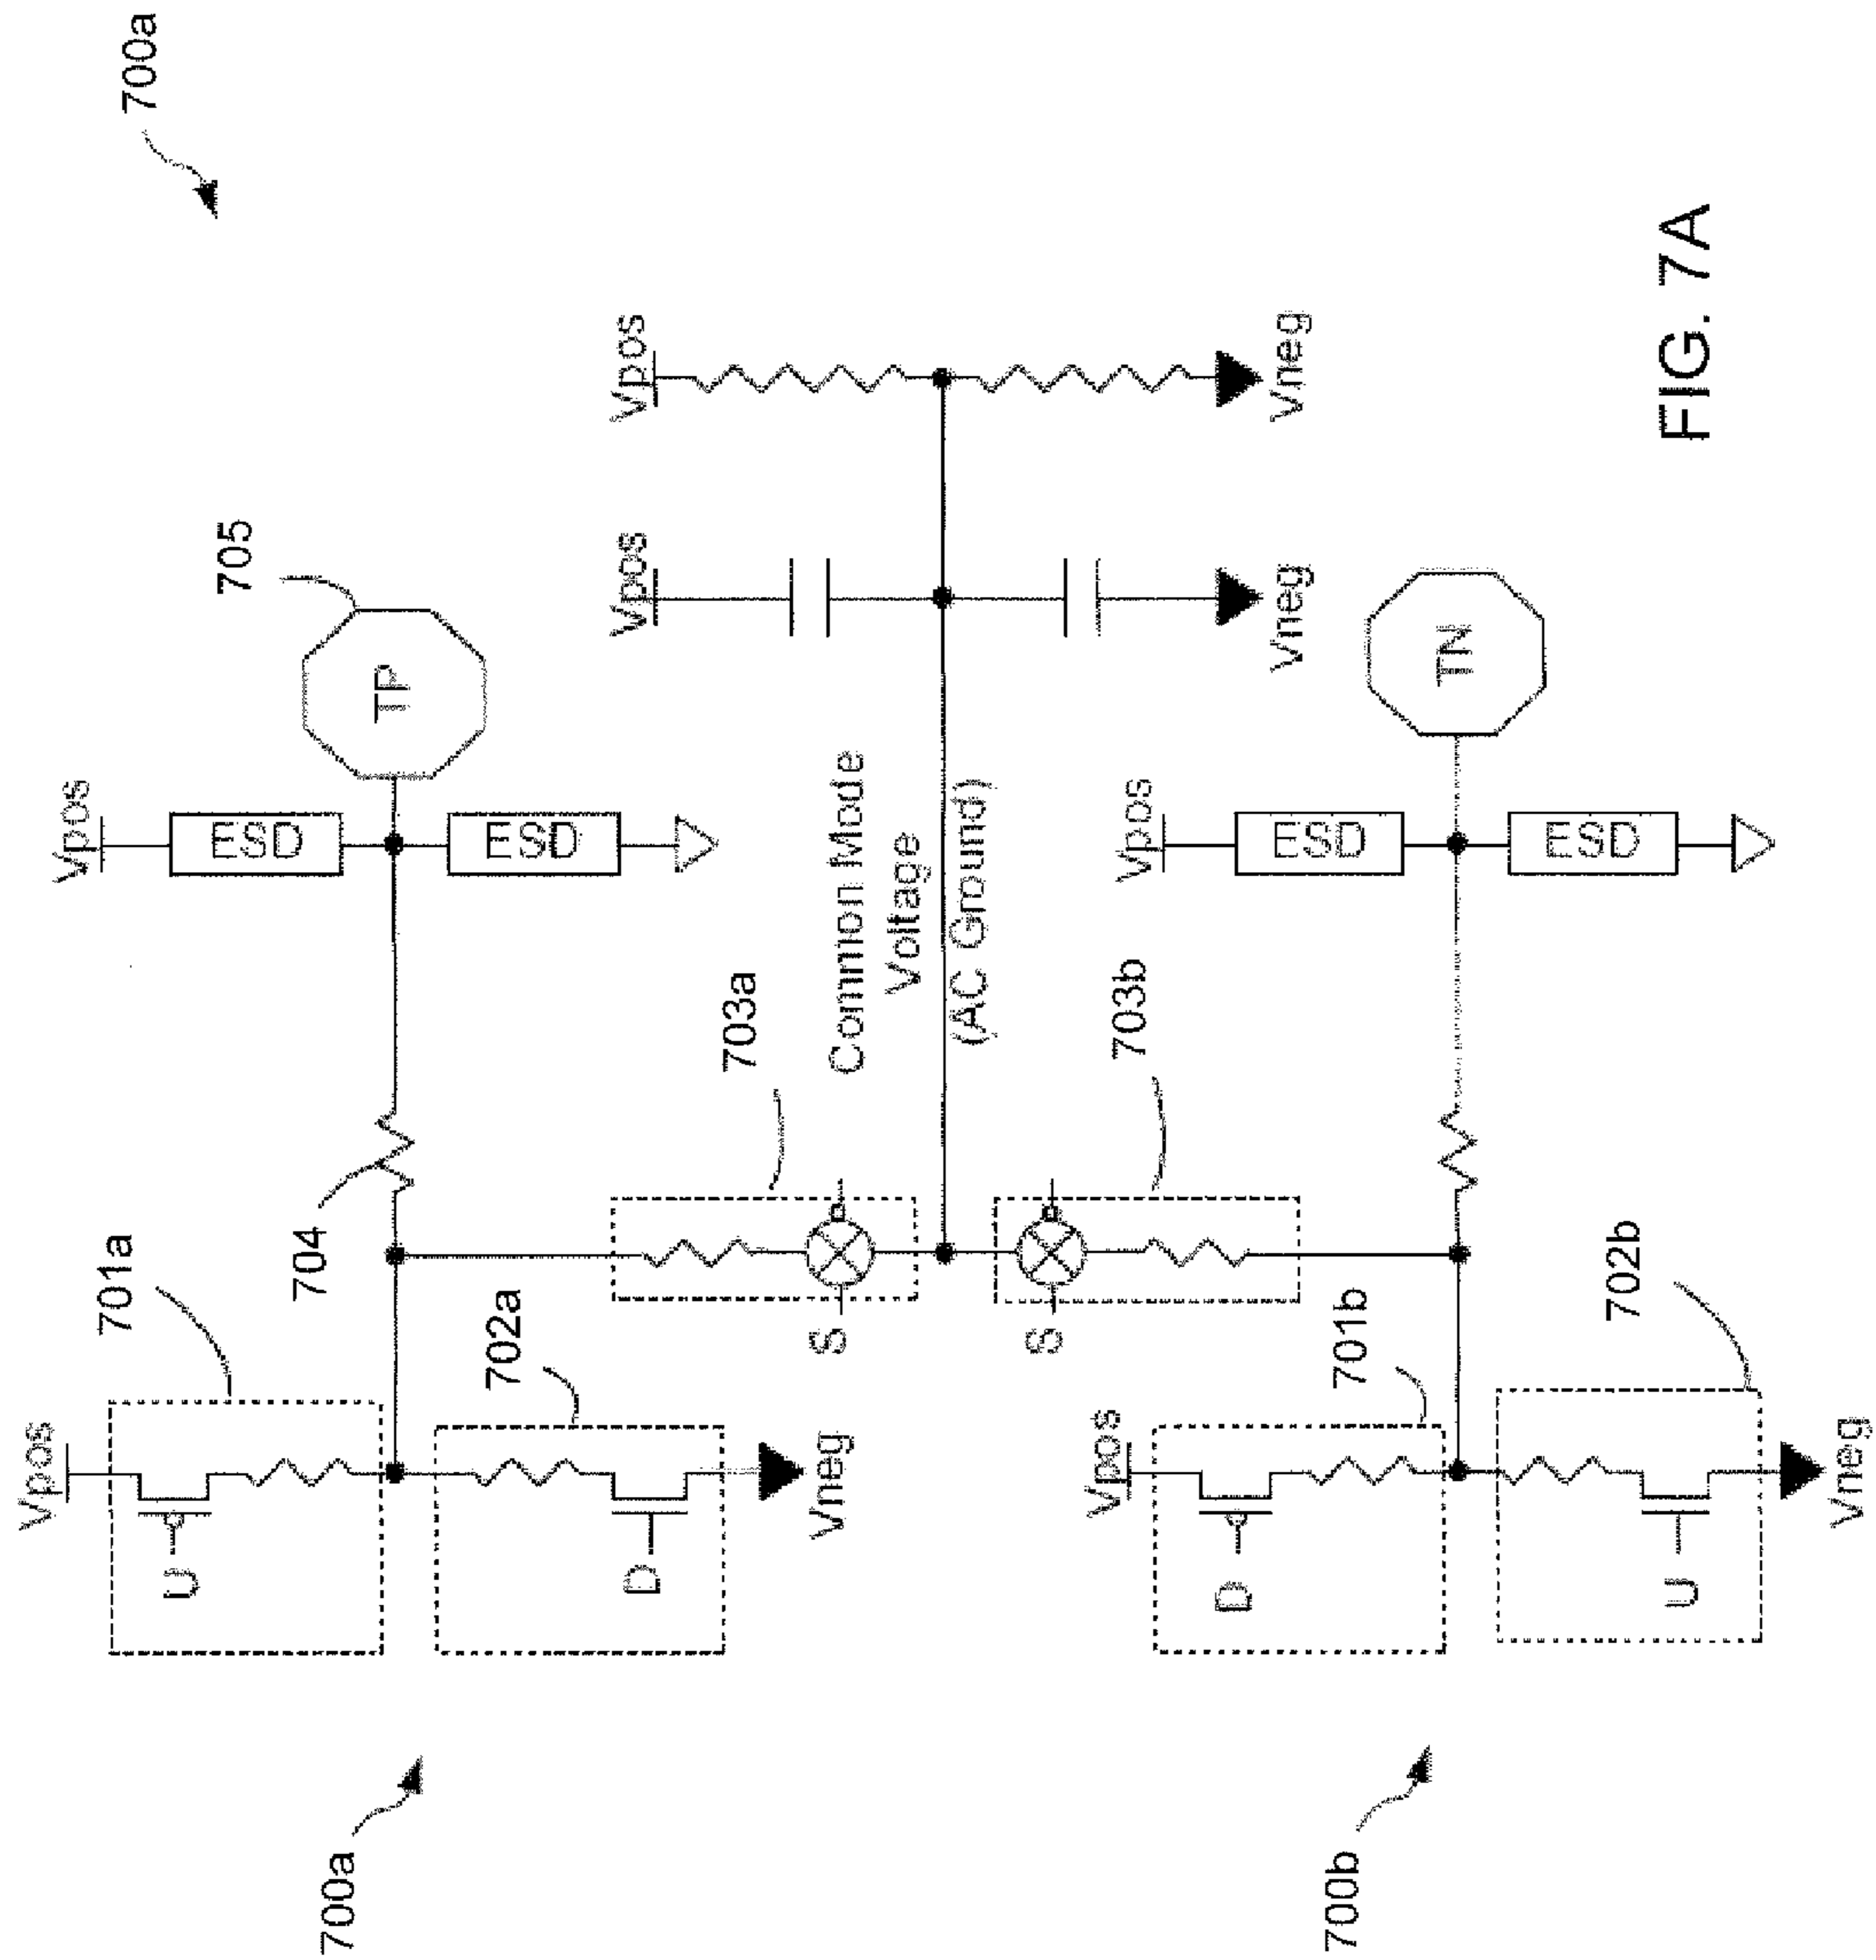 700a
700a
Vpos
701a
U
704
Vpos
ESD
705
TP
ESD
702a
D
Vneg
703a
S
Common Mode
Voltage
(AC Ground)
Vpos
Vpos
S
703b
Vneg
Vneg
700b
Vpos
701b
D
Vpos
ESD
TN
ESD
702b
U
Vneg
FIG. 7A